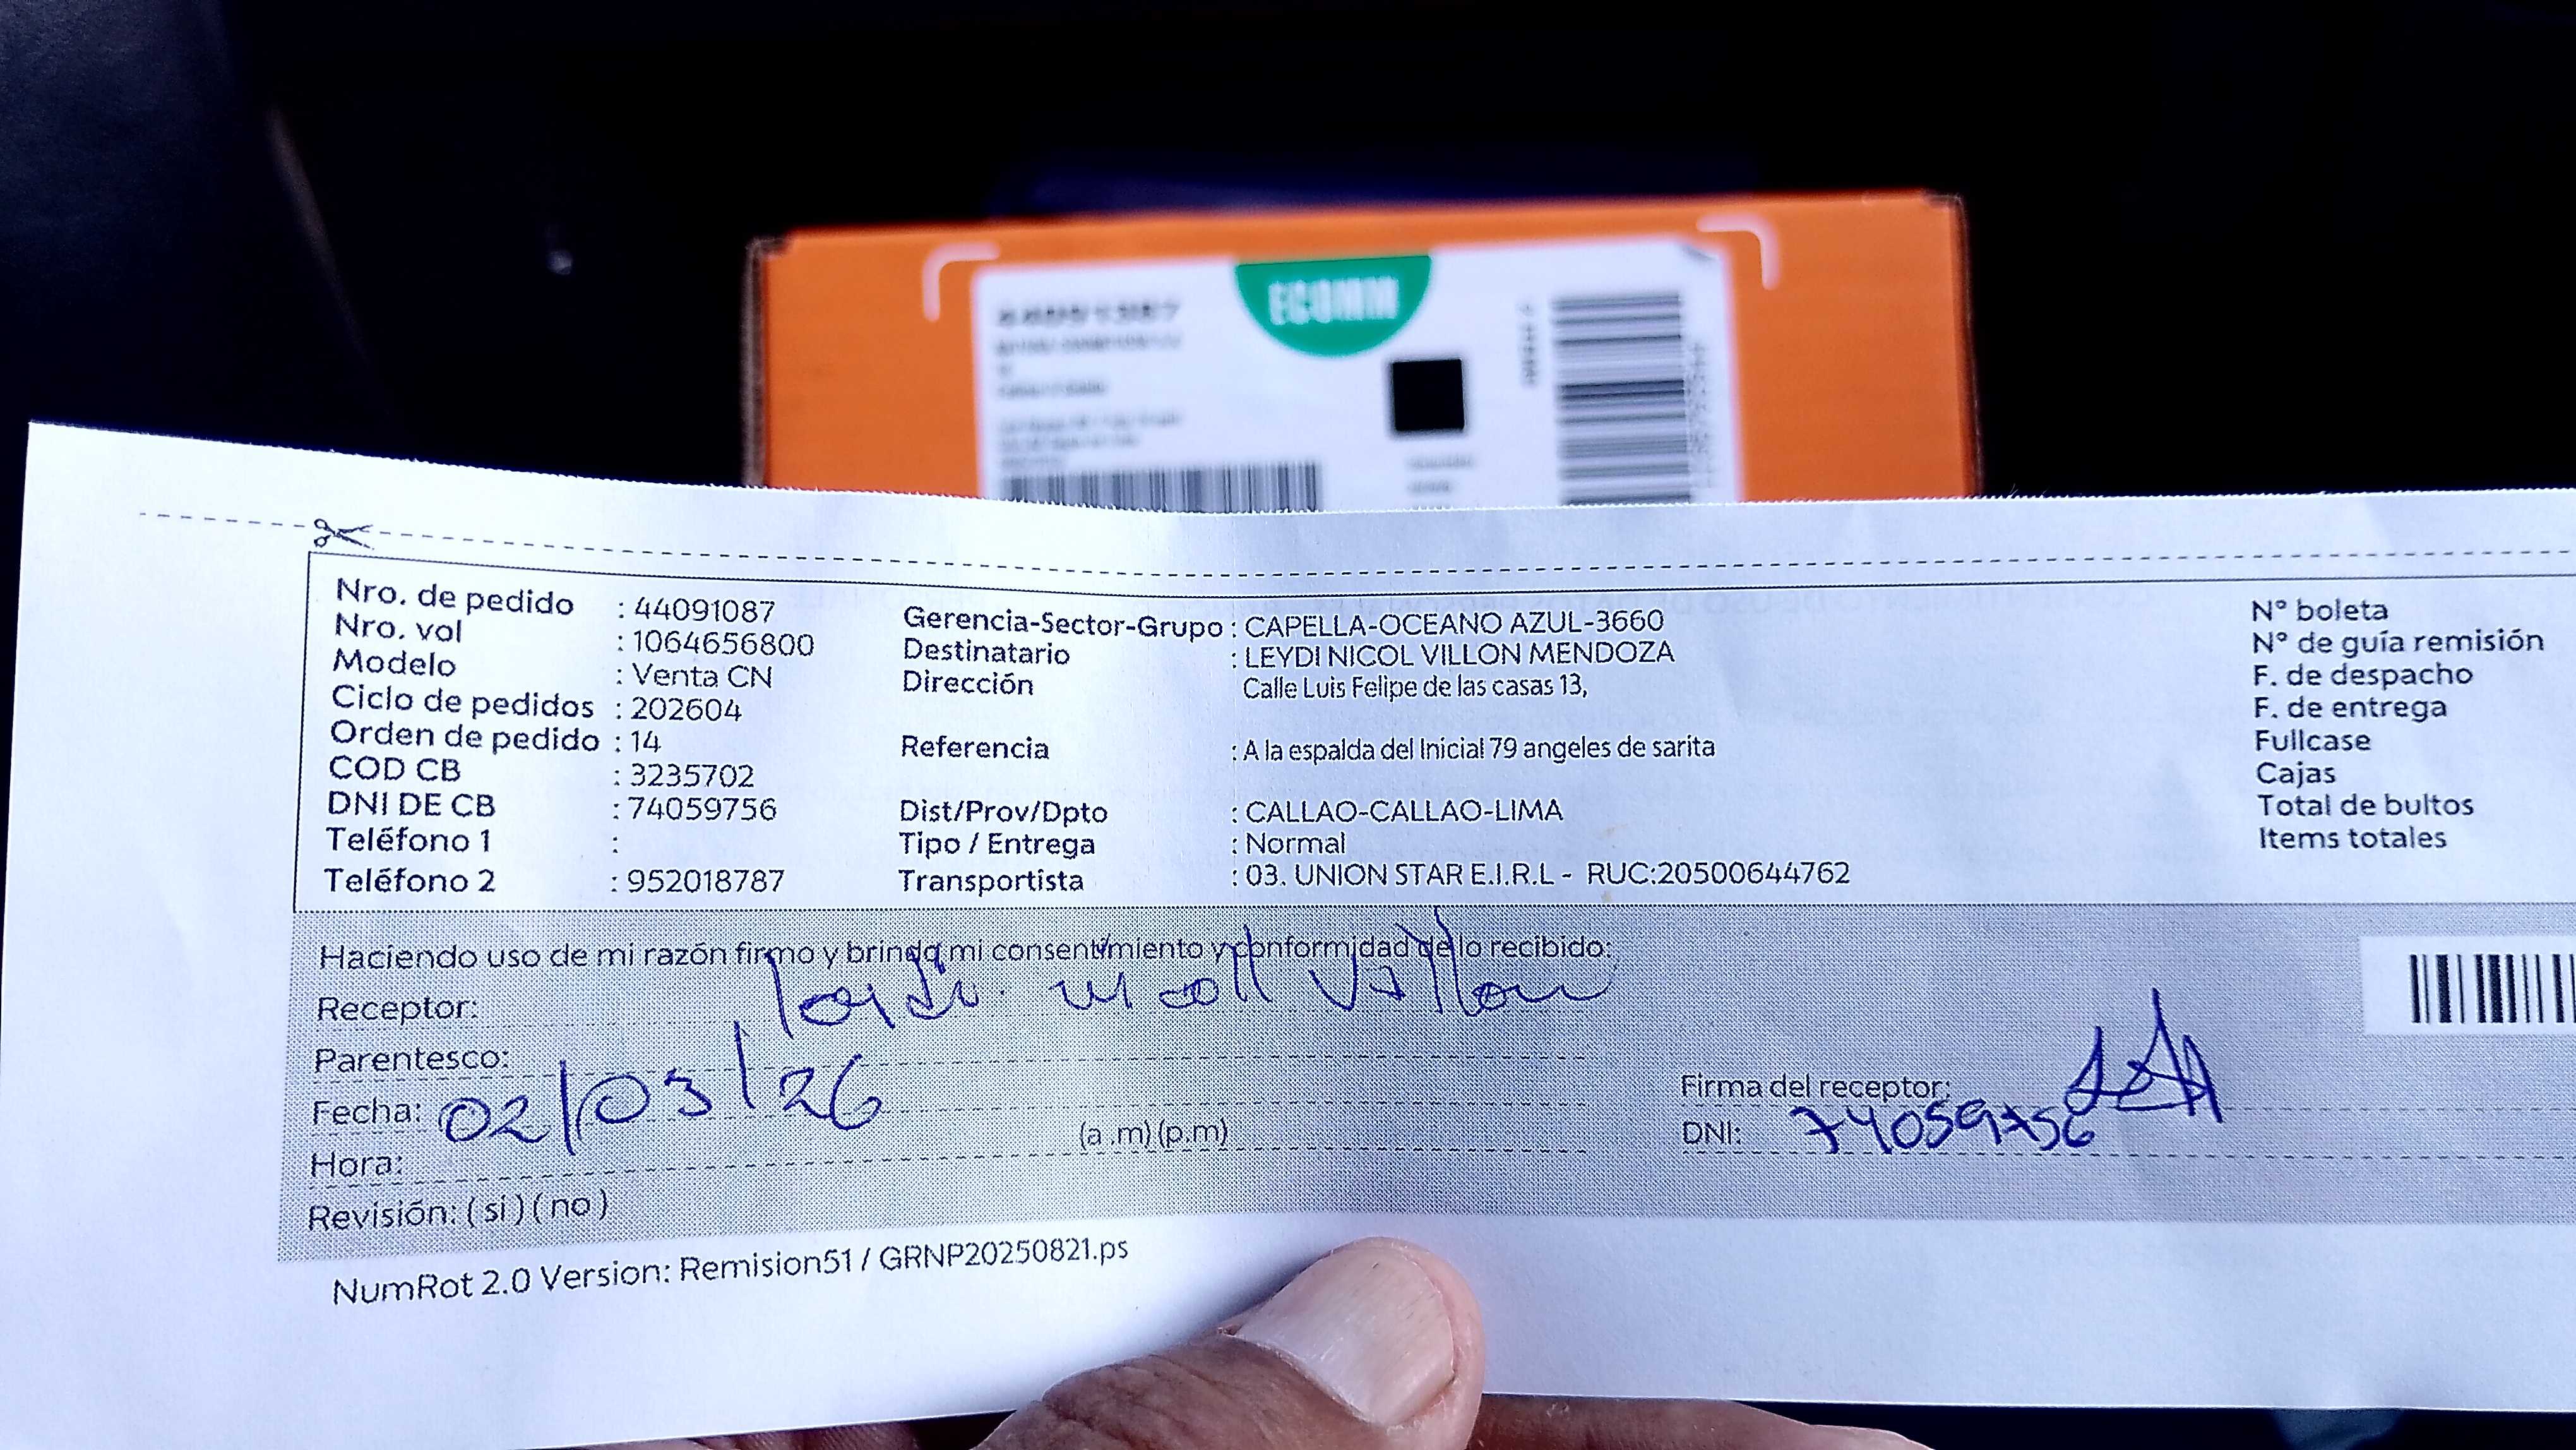 ECOMM
Nro. de pedido : 44091087
Nro. vol : 1064656800
Modelo : Venta CN
Ciclo de pedidos : 202604
Orden de pedido : 14
COD CB : 3235702
DNI DE CB : 74059756
Teléfono 1 :
Teléfono 2 : 952018787
Gerencia-Sector-Grupo : CAPELLA-OCEANO AZUL-3660
Destinatario : LEYDI NICOL VILLON MENDOZA
Dirección Calle Luis Felipe de las casas 13,
Referencia : A la espalda del Inicial 79 angeles de sarita
Dist/Prov/Dpto : CALLAO-CALLAO-LIMA
Tipo / Entrega : Normal
Transportista : 03. UNION STAR E.I.R.L - RUC:20500644762
N° boleta
N° de guía remisión
F. de despacho
F. de entrega
Fullcase
Cajas
Total de bultos
Items totales
Haciendo uso de mi razón firmo y brindo mi consentimiento y conformidad de lo recibido:
Receptor: Leydi Villon
Parentesco:
Fecha: 02/03/26
Hora: (a .m) (p.m)
Revisión: ( si ) ( no )
Firma del receptor:
DNI: 74059756
NumRot 2.0 Version: Remision51 / GRNP20250821.ps